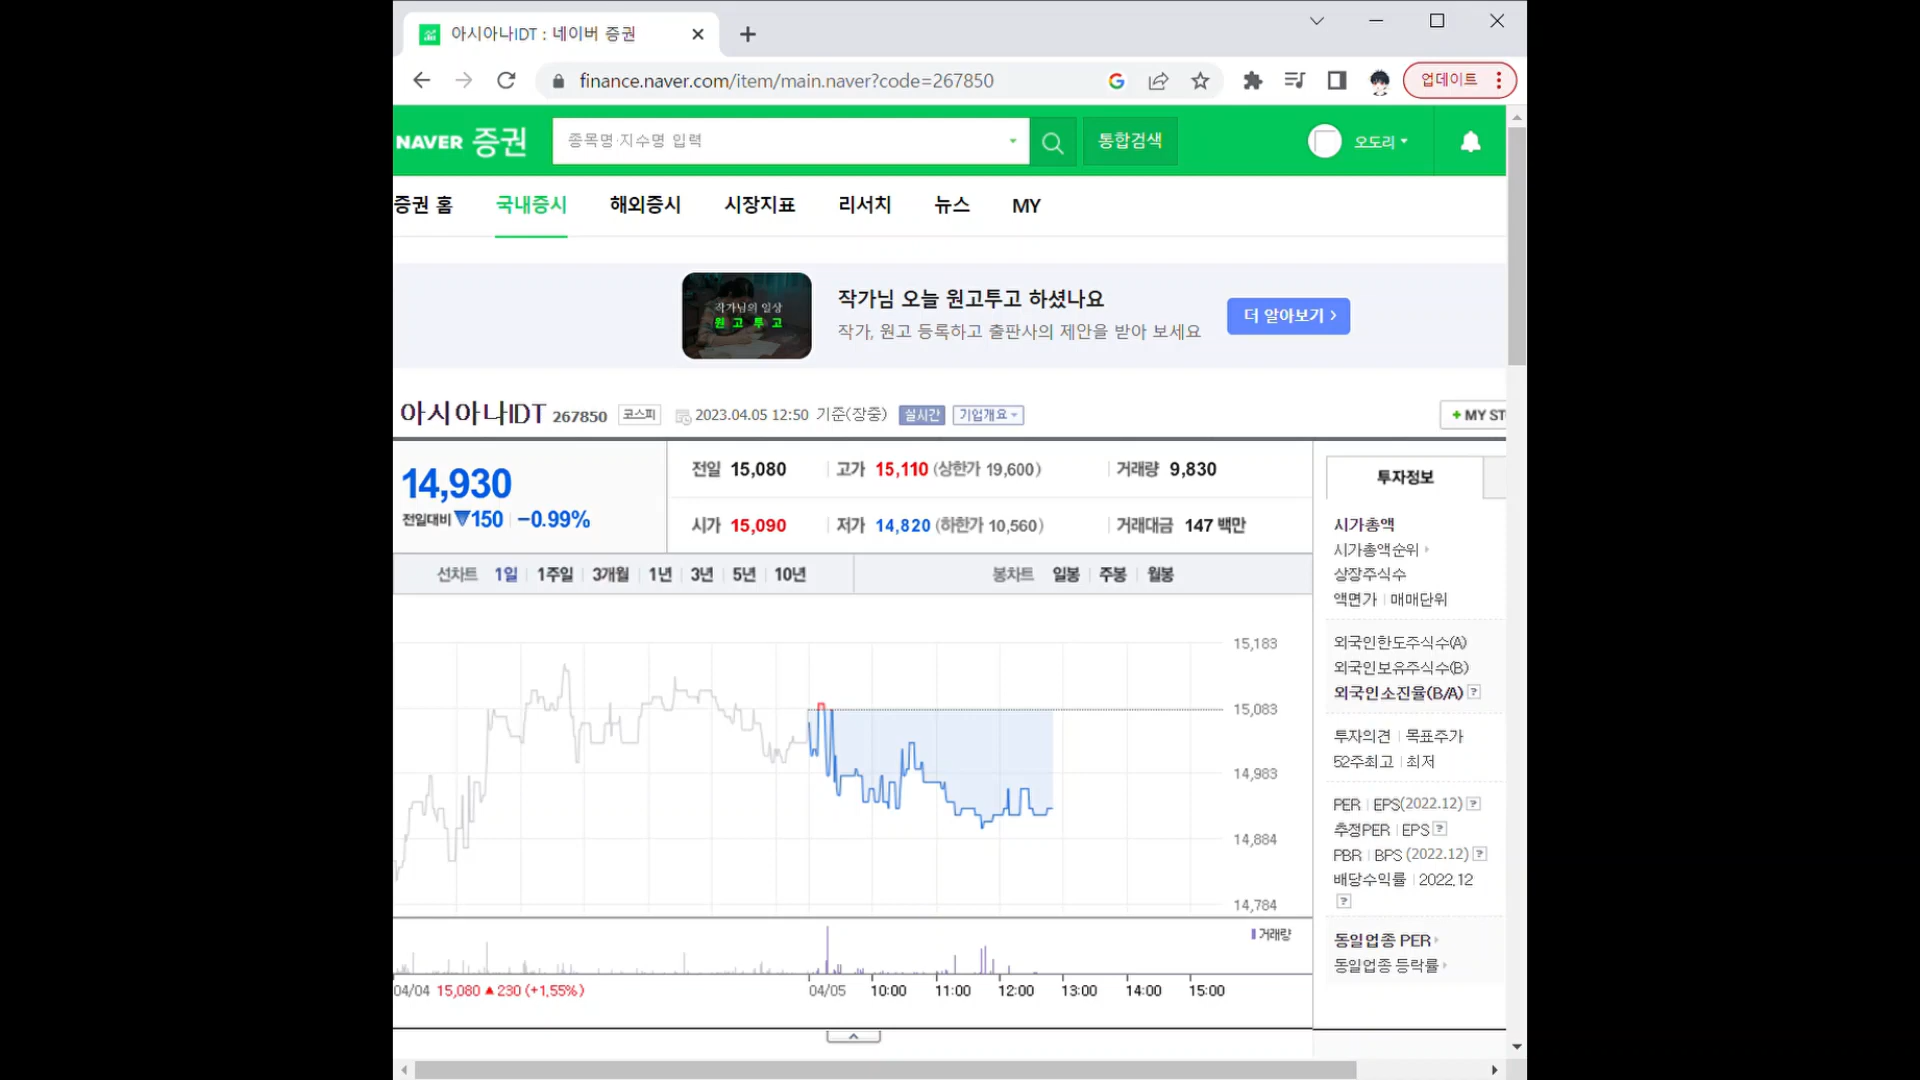 아시아나IDT : 네이버 증권
finance.naver.com/item/main.naver?code=267850
업데이트
NAVER 증권
종목명·지수명 입력
통합검색
오도리
증권 홈 국내증시 해외증시 시장지표 리서치 뉴스 MY
작가님의 일상
원고투고
작가님 오늘 원고투고 하셨나요
작가, 원고 등록하고 출판사의 제안을 받아 보세요
더 알아보기 >
아시아나IDT 267850 코스피 2023.04.05 12:50 기준(장중) 실시간 기업개요
+ MY ST
14,930
전일대비 ▼150 -0.99%
전일 15,080 고가 15,110 (상한가 19,600) 거래량 9,830
시가 15,090 저가 14,820 (하한가 10,560) 거래대금 147 백만
선차트 1일 1주일 3개월 1년 3년 5년 10년 봉차트 일봉 주봉 월봉
15,183
15,083
14,983
14,884
14,784
거래량
04/04 15,080 ▲230 (+1,55%) 04/05 10:00 11:00 12:00 13:00 14:00 15:00
투자정보
시가총액
시가총액순위
상장주식수
액면가 | 매매단위
외국인한도주식수(A)
외국인보유주식수(B)
외국인소진율(B/A) ?
투자의견 | 목표주가
52주최고 | 최저
PER | EPS(2022.12) ?
추정PER | EPS ?
PBR | BPS (2022.12) ?
배당수익률 | 2022.12
?
동일업종 PER
동일업종 등락률